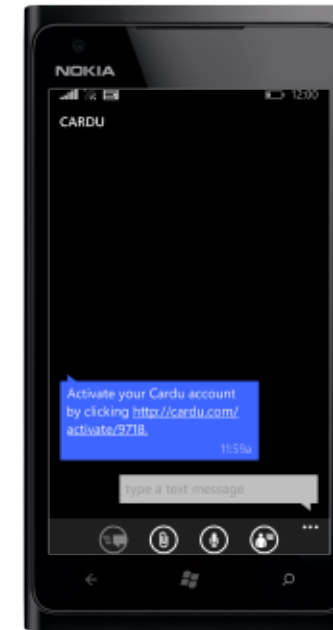 NOKIA
12:00
CARDU
Activate your Cardu account
by clicking http://cardu.com/
activate/9718.
11:59a
type a text message